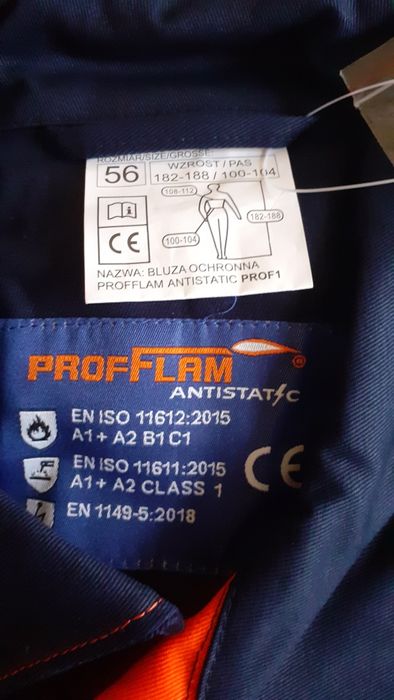 ROZMIAR/SIZE/GROSSE:
56
WZROST / PAS
182-188 / 100-104
108-112
182-188
100-104
CE
NAZWA: BLUZA OCHRONNA
PROFFLAM ANTISTATIC PROF1
PROFFLAM ®
ANTISTATIC
EN ISO 11612:2015
A1 + A2 B1 C1
EN ISO 11611:2015
A1 + A2 CLASS 1
CE
EN 1149-5:2018